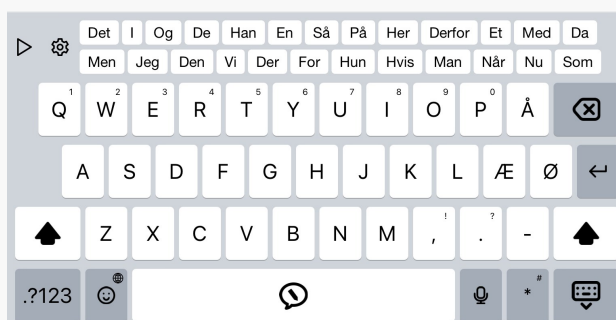 Det I Og De Han En Så På Her Derfor Et Med Da
Men Jeg Den Vi Der For Hun Hvis Man Når Nu Som
1 2 3 4 5 6 7 8 9 0
Q W E R T Y U I O P Å
A S D F G H J K L Æ Ø
! ?
Z X C V B N M , . -
#
.?123 *